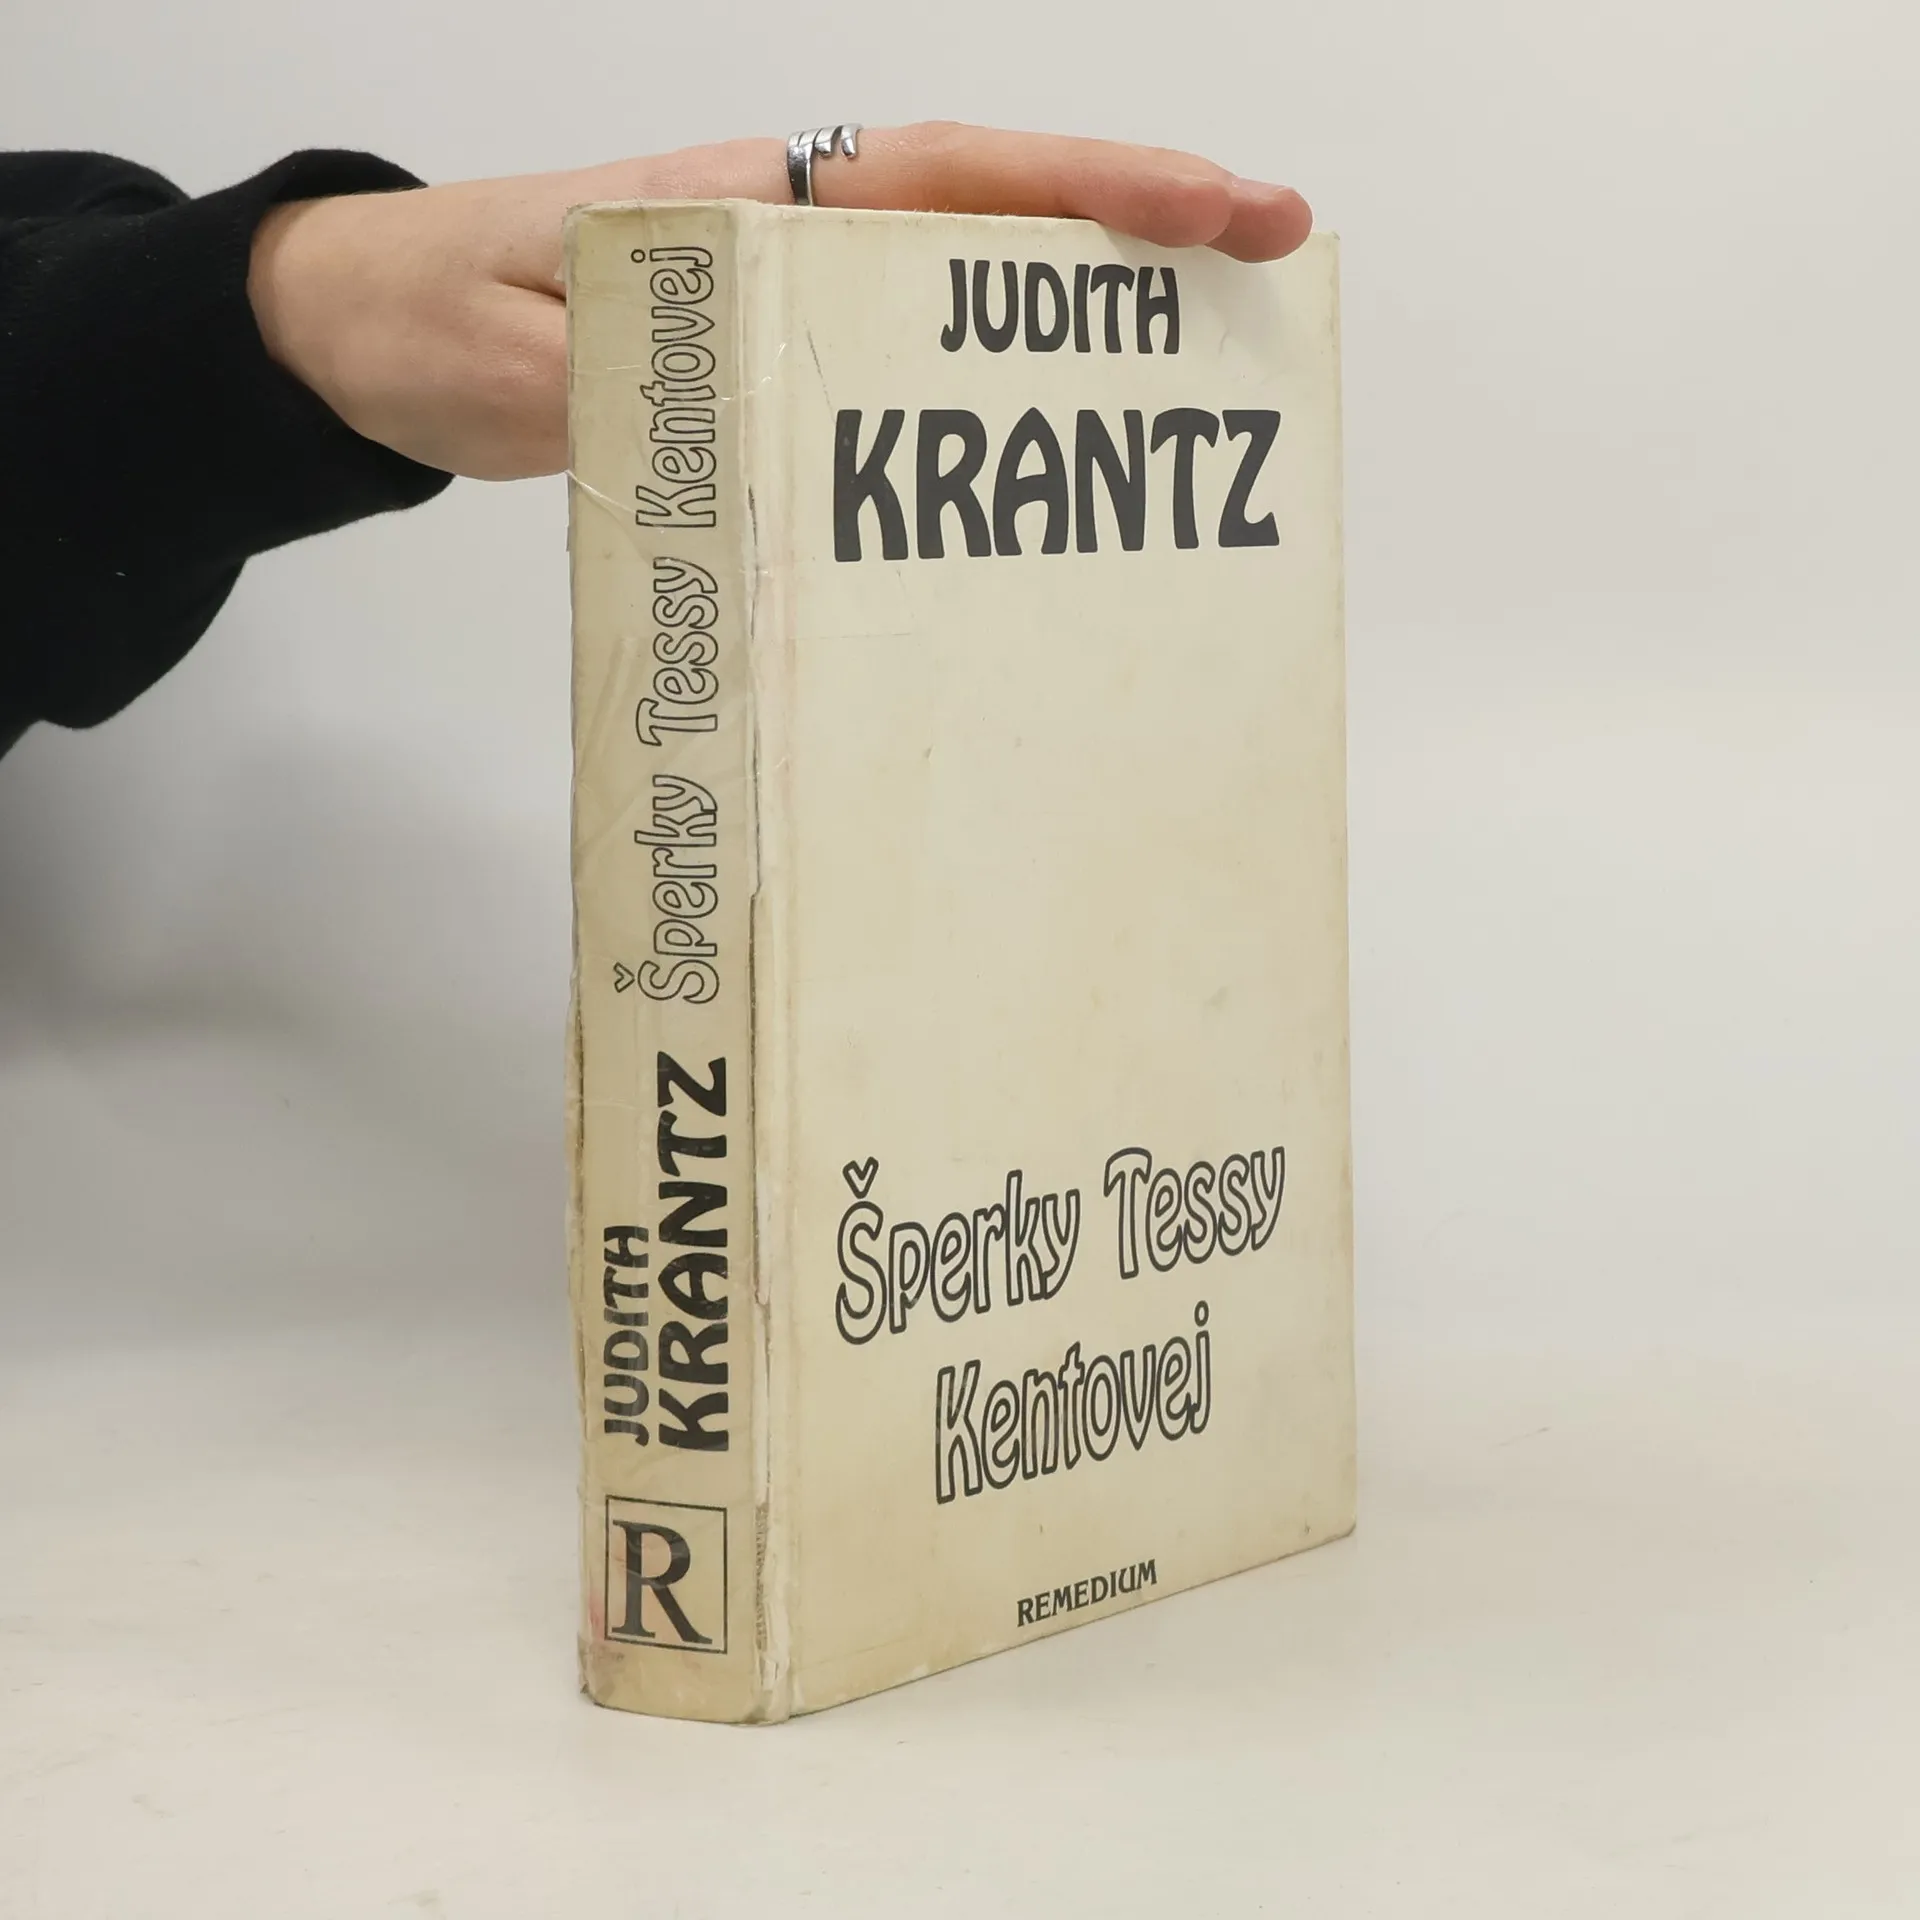 Šperky Tessy Kentovej
JUDITH
KRANTZ
R
JUDITH
KRANTZ
Šperky Tessy
Kentovej
REMEDIUM